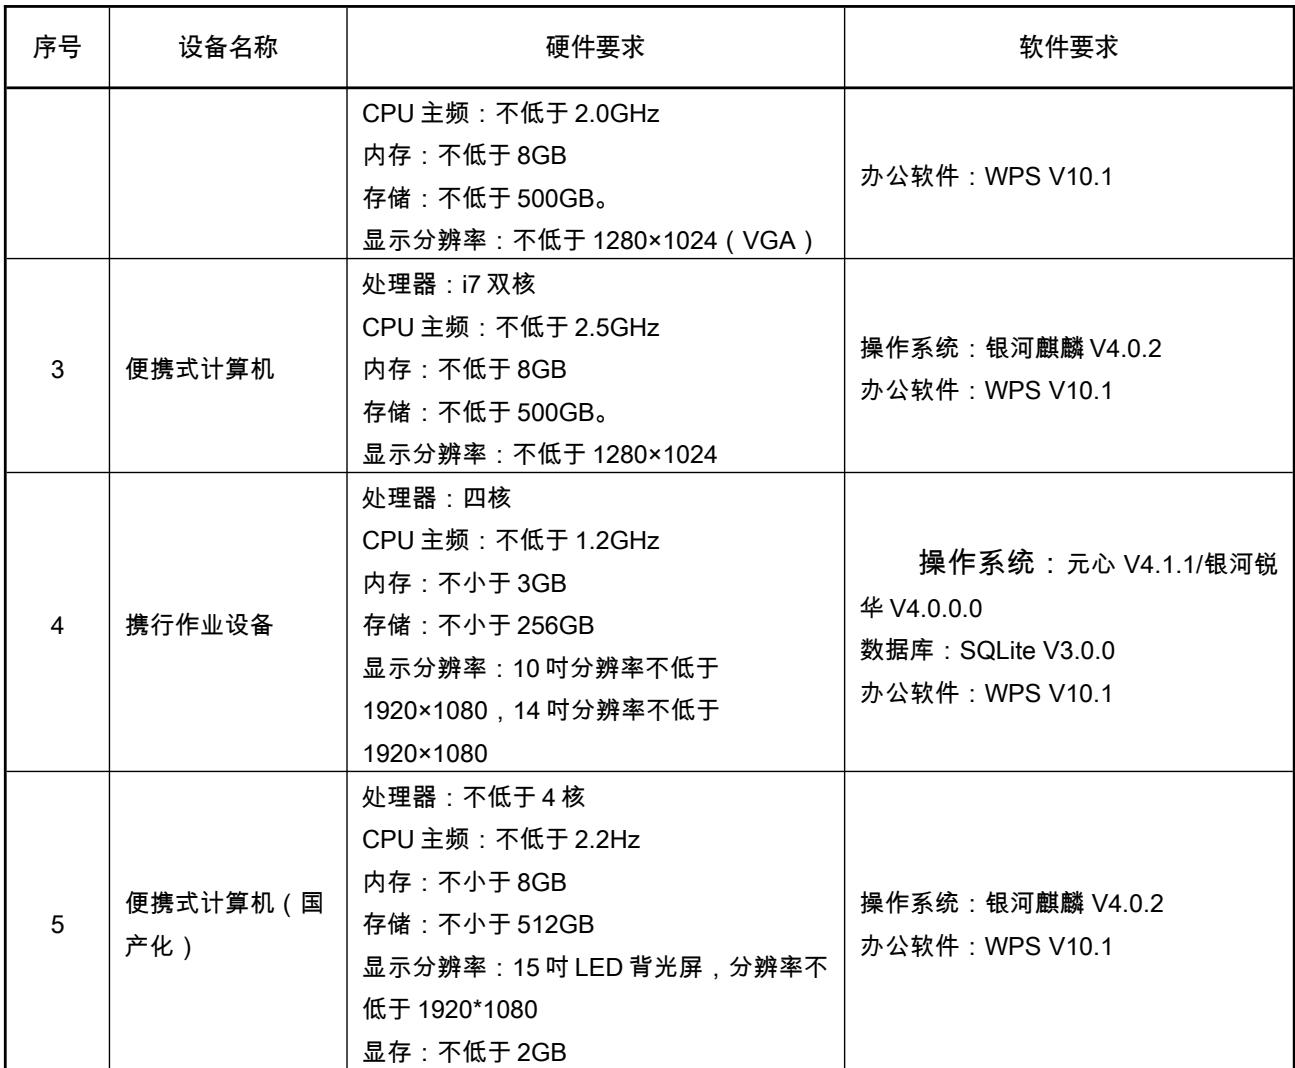 序号 设备名称 硬件要求 软件要求
CPU 主频：不低于 2.0GHz
内存：不低于 8GB
存储：不低于 500GB。
显示分辨率：不低于 1280×1024（VGA）
办公软件：WPS V10.1
3
便携式计算机
处理器：i7 双核
CPU 主频：不低于 2.5GHz
内存：不低于 8GB
存储：不低于 500GB。
显示分辨率：不低于 1280×1024
操作系统：银河麒麟 V4.0.2
办公软件：WPS V10.1
4
携行作业设备
处理器：四核
CPU 主频：不低于 1.2GHz
内存：不小于 3GB
存储：不小于 256GB
显示分辨率：10 吋分辨率不低于
1920×1080，14 吋分辨率不低于
1920×1080
操作系统：元心 V4.1.1/银河锐
华 V4.0.0.0
数据库：SQLite V3.0.0
办公软件：WPS V10.1
5
便携式计算机（国
产化）
处理器：不低于 4 核
CPU 主频：不低于 2.2Hz
内存：不小于 8GB
存储：不小于 512GB
显示分辨率：15 吋 LED 背光屏，分辨率不
低于 1920*1080
显存：不低于 2GB
操作系统：银河麒麟 V4.0.2
办公软件：WPS V10.1